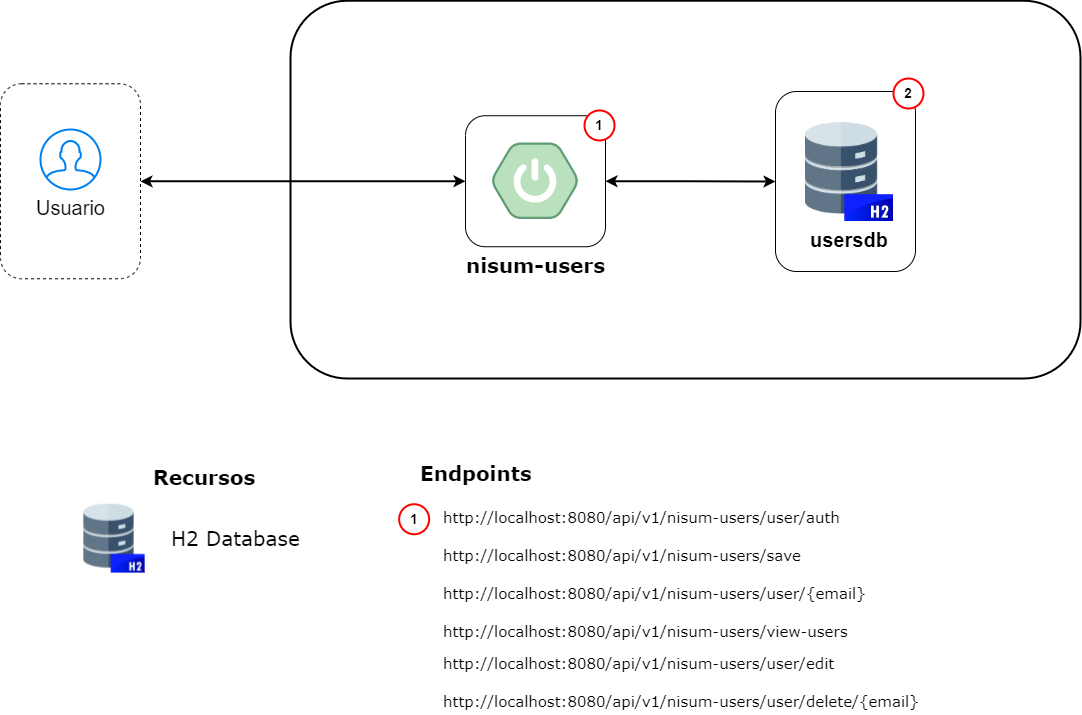 2
1
H2
Usuario
usersdb
nisum-users
Recursos
H2
H2 Database
Endpoints
1
http://localhost:8080/api/v1/nisum-users/user/auth
http://localhost:8080/api/v1/nisum-users/save
http://localhost:8080/api/v1/nisum-users/user/{email}
http://localhost:8080/api/v1/nisum-users/view-users
http://localhost:8080/api/v1/nisum-users/user/edit
http://localhost:8080/api/v1/nisum-users/user/delete/{email}